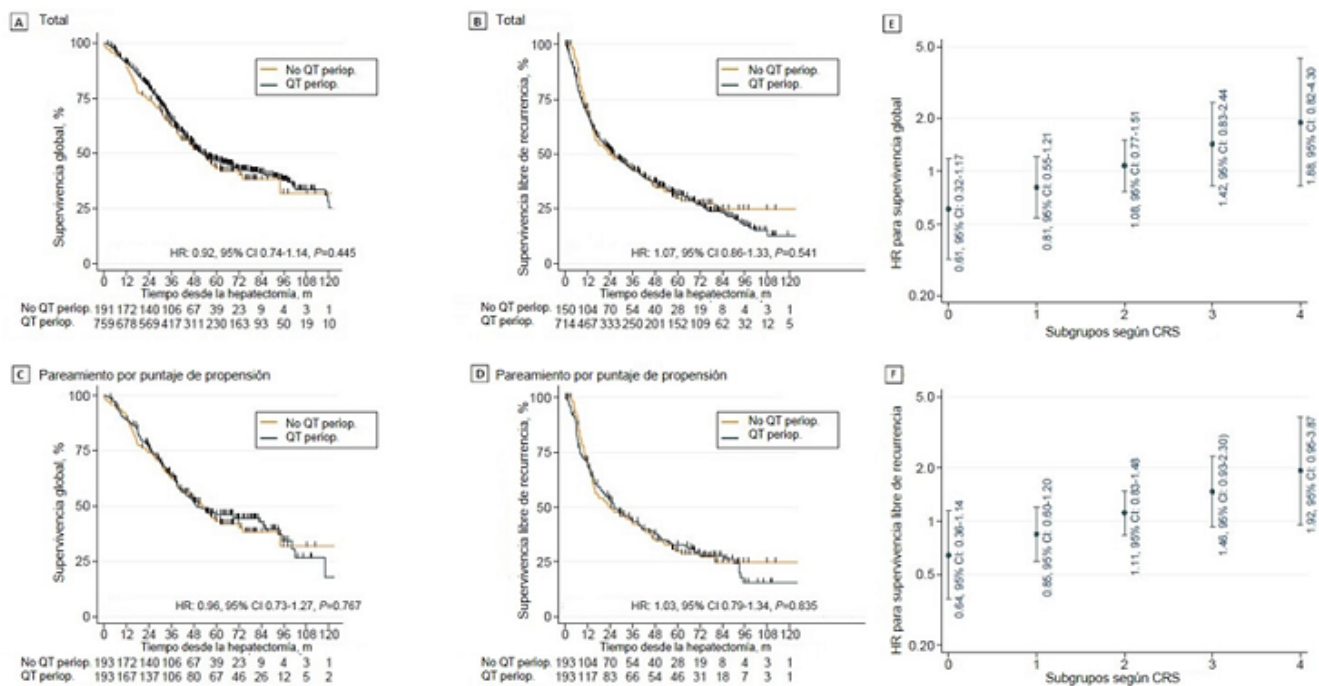 A Total
100
75
50
25
0
Supervivencia global, %
No QT periop.
QT periop.
HR: 0.92, 95% CI 0.74-1.14, P=0.445
0 12 24 36 48 60 72 84 96 108 120
Tiempo desde la hepatectomía, m
No QT periop. 191 172 140 106 67 39 23 9 4 3 1
QT periop. 759 678 569 417 311 230 163 93 50 19 10
B Total
100
75
50
25
0
Supervivencia libre de recurrencia, %
No QT periop.
QT periop.
HR: 1.07, 95% CI 0.86-1.33, P=0.541
0 12 24 36 48 60 72 84 96 108 120
Tiempo desde la hepatectomía, m
No QT periop. 150 104 70 54 40 28 19 8 4 3 1
QT periop. 714 467 333 250 201 152 109 62 32 12 5
E
5.0
2.0
1
0.5
0.20
HR para supervivencia global
0.61, 95% CI: 0.32-1.17
0.81, 95% CI: 0.55-1.21
1.08, 95% CI: 0.77-1.51
1.42, 95% CI: 0.83-2.44
1.88, 95% CI: 0.82-4.30
0 1 2 3 4
Subgrupos según CRS
C Pareamiento por puntaje de propensión
100
75
50
25
0
Supervivencia global, %
No QT periop.
QT periop.
HR: 0.96, 95% CI 0.73-1.27, P=0.767
0 12 24 36 48 60 72 84 96 108 120
Tiempo desde la hepatectomía, m
No QT periop. 193 172 140 106 67 39 23 9 4 3 1
QT periop. 193 167 137 106 80 67 46 26 12 5 2
D Pareamiento por puntaje de propensión
100
75
50
25
0
Supervivencia libre de recurrencia, %
No QT periop.
QT periop.
HR: 1.03, 95% CI 0.79-1.34, P=0.835
0 12 24 36 48 60 72 84 96 108 120
Tiempo desde la hepatectomía, m
No QT periop. 193 104 70 54 40 28 19 8 4 3 1
QT periop. 193 117 83 66 54 46 31 18 7 3 1
F
5.0
2.0
1
0.5
0.20
HR para supervivencia libre de recurrencia
0.64, 95% CI: 0.36-1.14
0.85, 95% CI: 0.60-1.20
1.11, 95% CI: 0.83-1.48
1.46, 95% CI: 0.93-2.30)
1.92, 95% CI: 0.95-3.87
0 1 2 3 4
Subgrupos según CRS